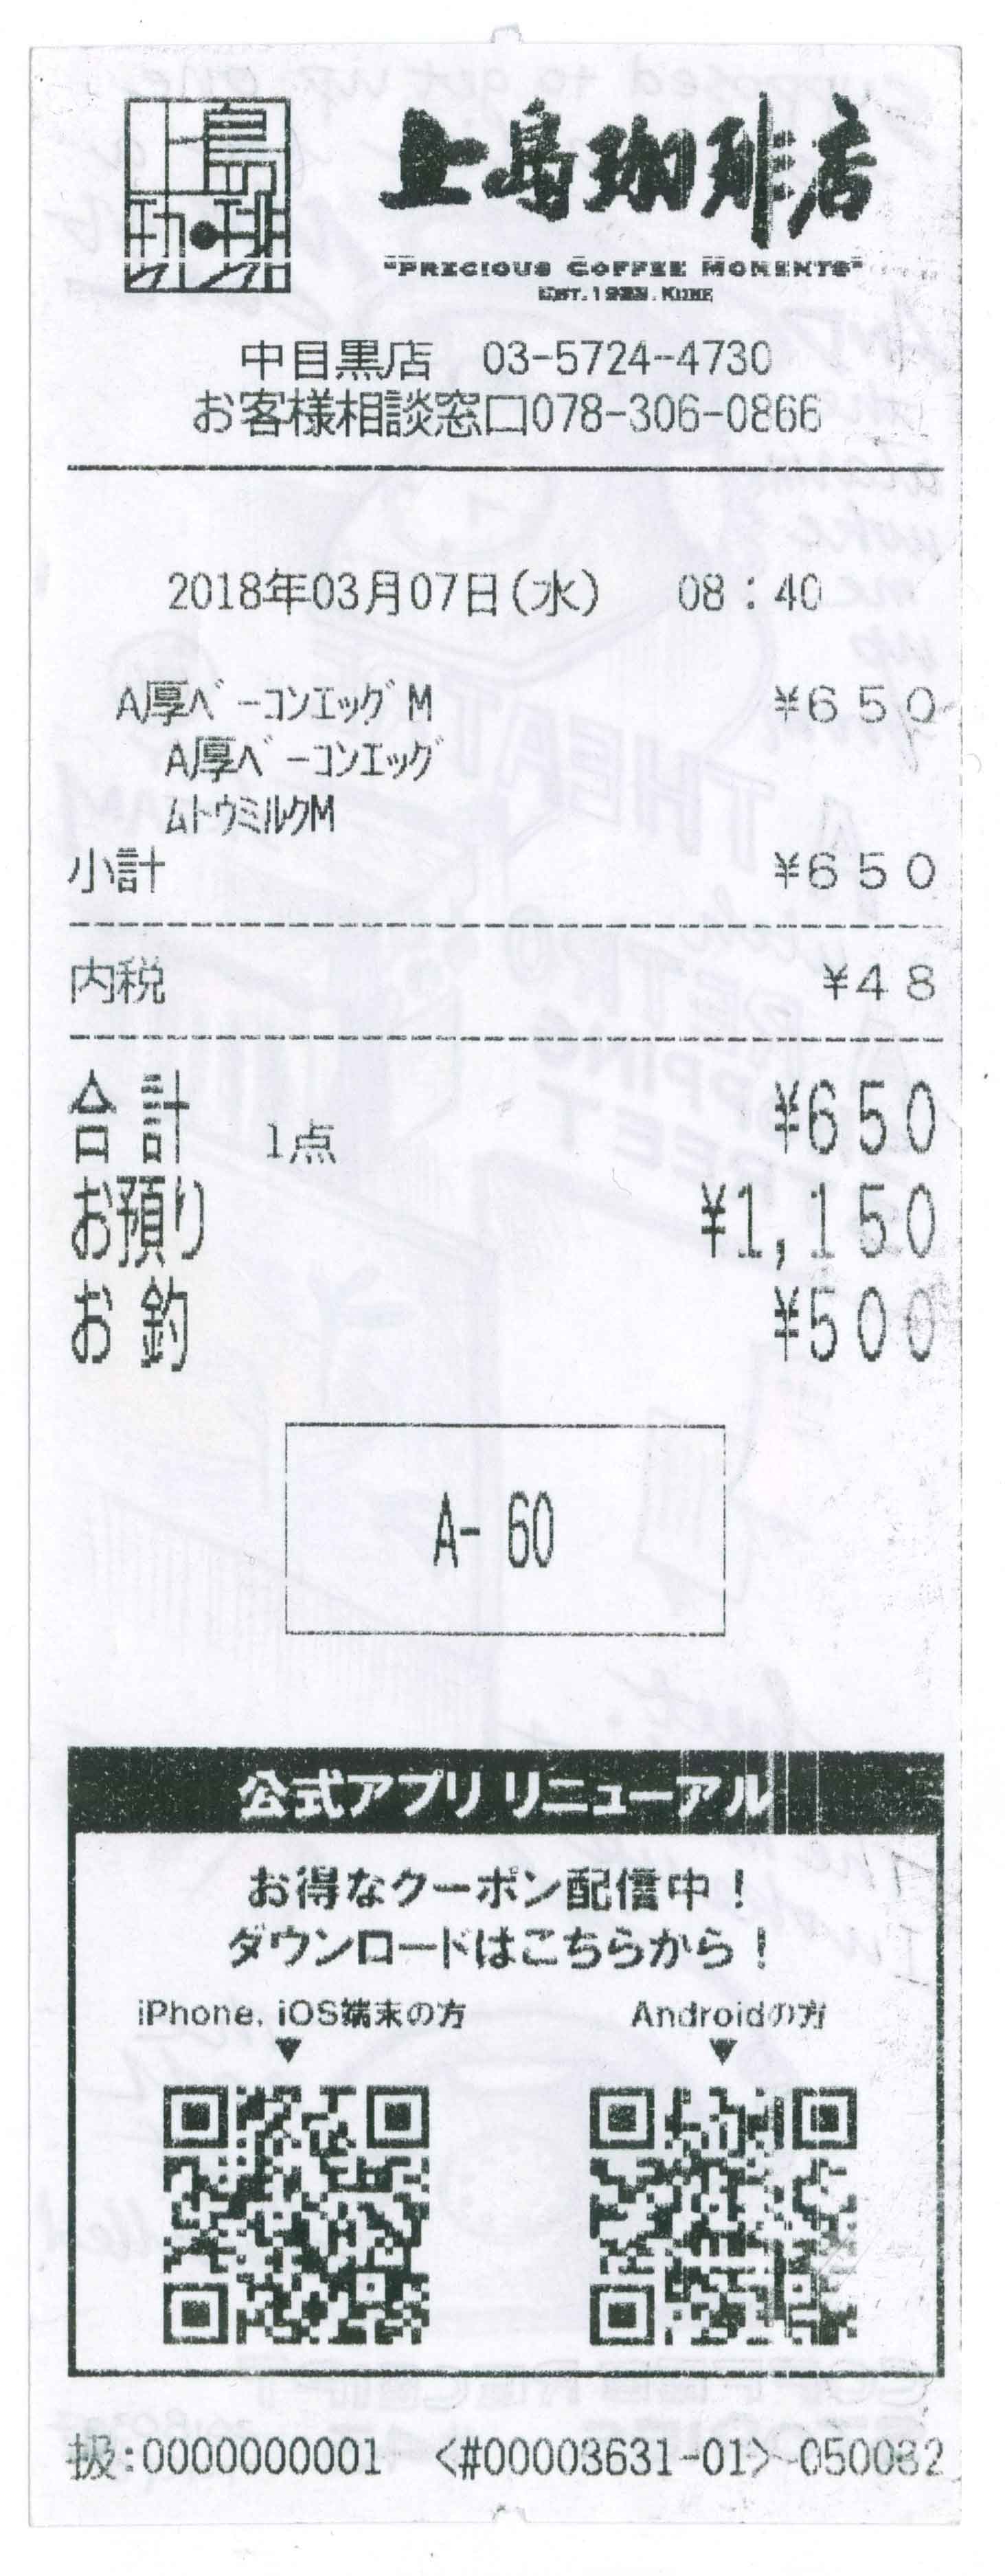 上島珈琲店
上島珈琲店
"PRECIOUS COFFEE MOMENTS"
EST.1933.KOBE
中目黒店 03-5724-4730
お客様相談窓口078-306-0866
2018年03月07日(水) 08:40
A厚ベーコンエッグM ¥650
A厚ベーコンエッグ
ムトウミルクM
小計 ¥650
内税 ¥48
合計 1点 ¥650
お預り ¥1,150
お釣 ¥500
A- 60
公式アプリ リニューアル
お得なクーポン配信中!
ダウンロードはこちらから!
iPhone, iOS端末の方 Androidの方
▼ ▼
扱:0000000001 <#00003631-01> 050032